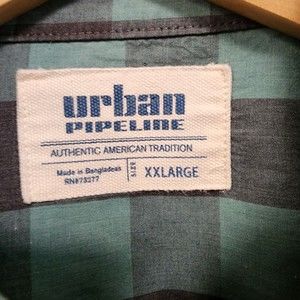 urban
PIPELINE
AUTHENTIC AMERICAN TRADITION
Made in Bangladesh
RN#73277
SIZE
XXLARGE